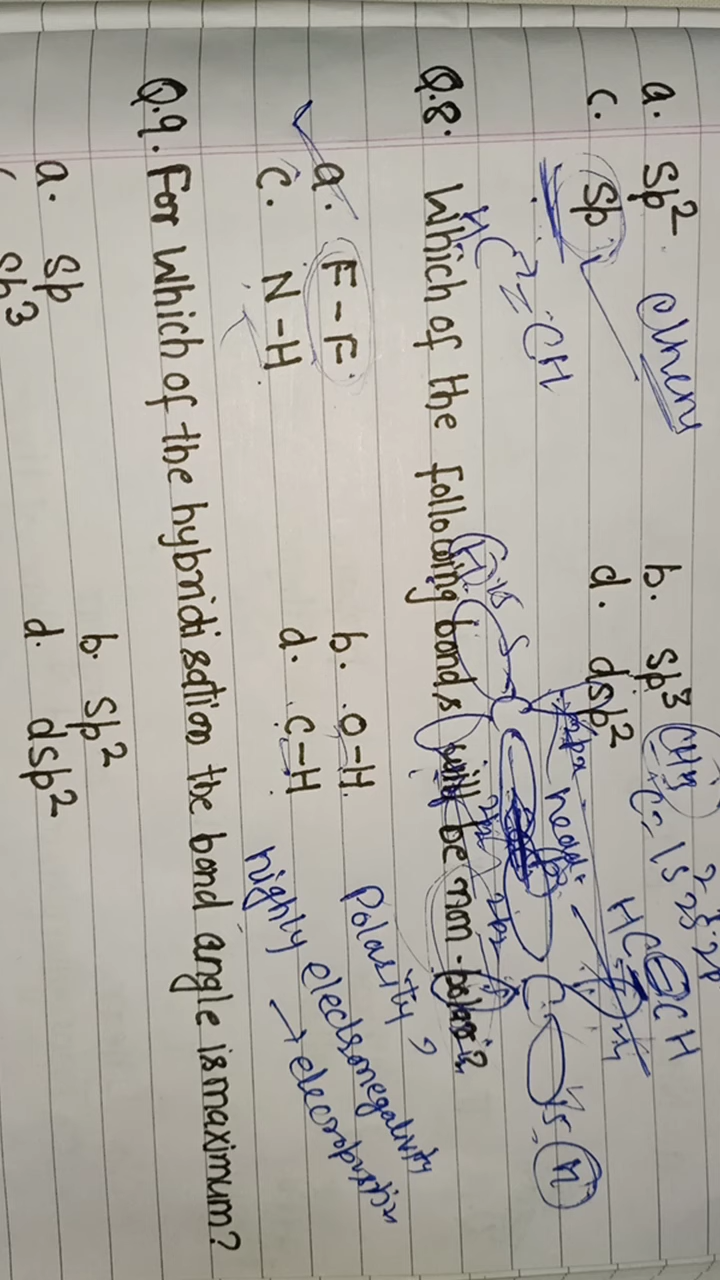 a. sp² b. sp³ CH₄
c. sp d. dsp²
HC≡CH
Q.8. Which of the following bonds will be non-polar?
a. F-F b. O-H
c. N-H d. C-H
Polarity
highly electronegativity
Q.9. For which of the hybridisation the bond angle is maximum?
a. sp b. sp²
sp³ d. dsp²